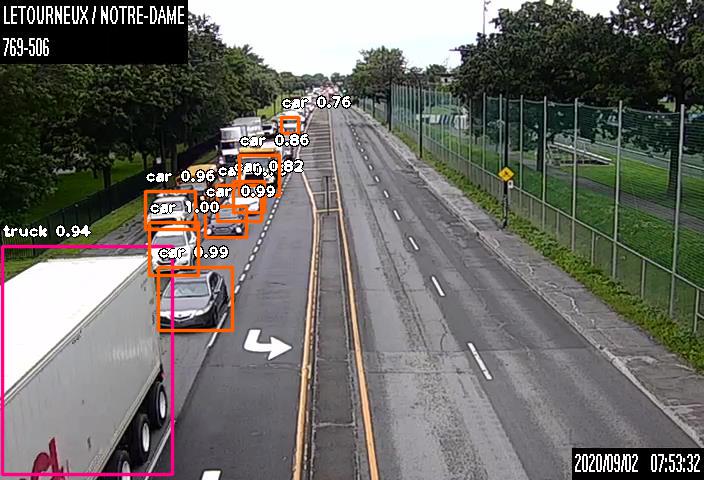 LETOURNEUX / NOTRE-DAME
769-506
car 0.76
car 0.86
0.82
car 0.96
car 0.99
car 1.00
truck 0.94
car 0.99
2020/09/02 07:53:32